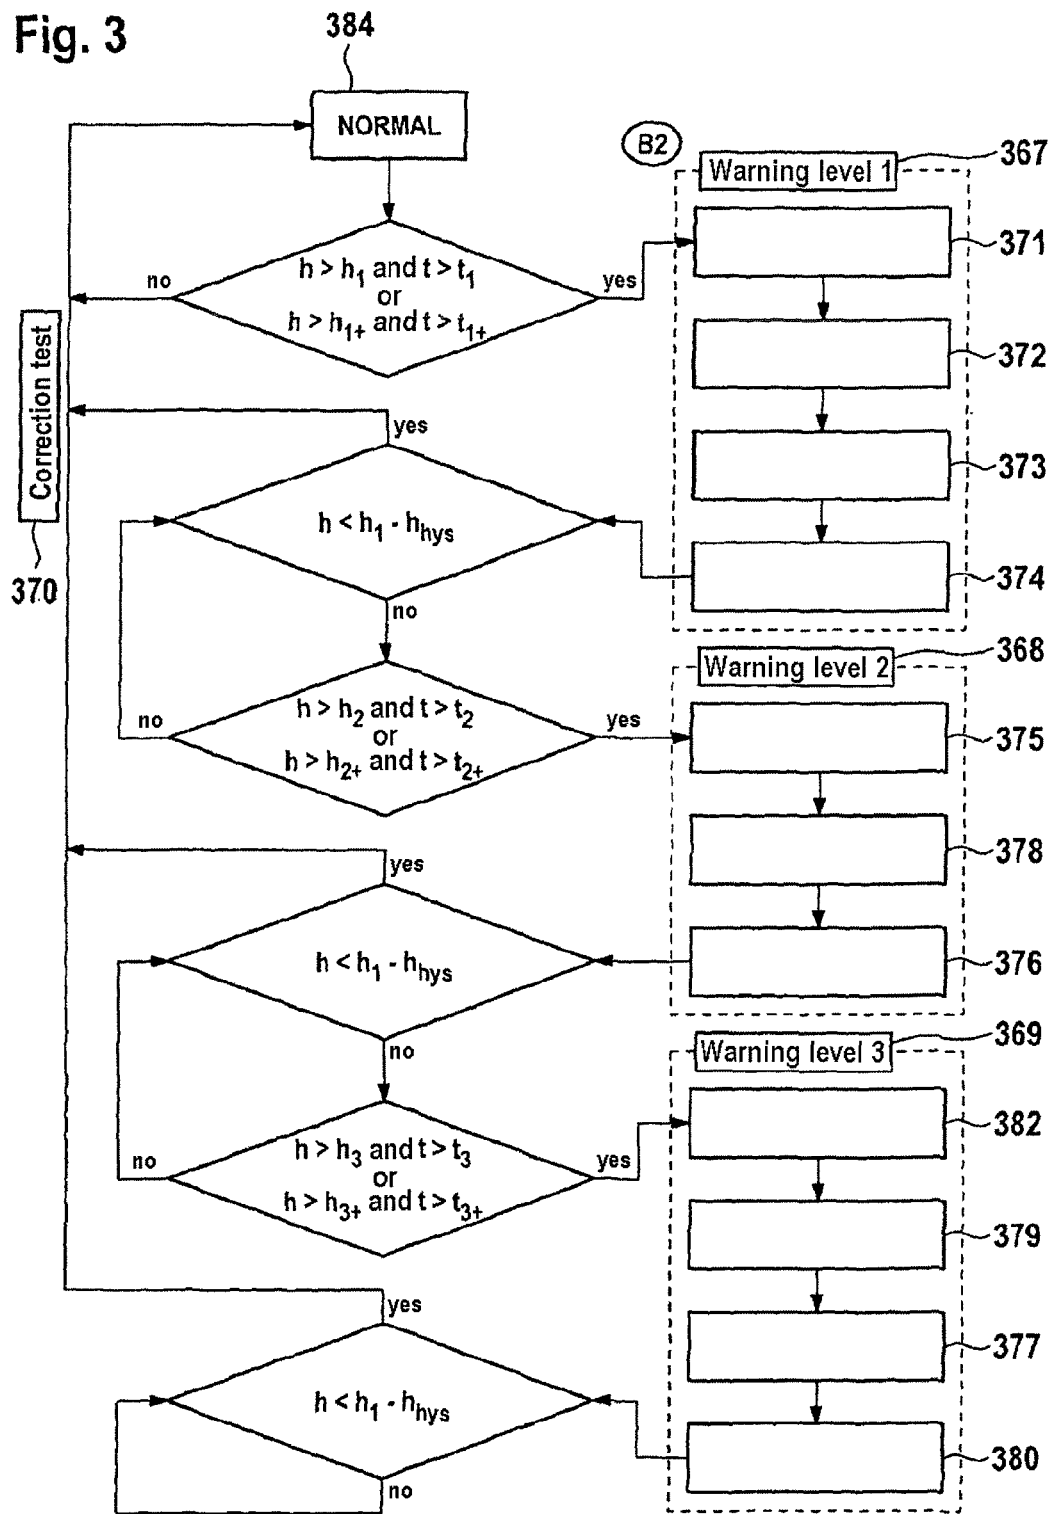 Fig. 3
384
NORMAL
B2
Warning level 1
367
371
h > h1 and t > t1
or
h > h1+ and t > t1+
no
yes
372
Correction test
370
yes
373
h < h1 - hhys
374
no
Warning level 2
368
h > h2 and t > t2
or
h > h2+ and t > t2+
no
yes
375
378
yes
h < h1 - hhys
376
no
Warning level 3
369
382
h > h3 and t > t3
or
h > h3+ and t > t3+
no
yes
379
yes
377
h < h1 - hhys
380
no